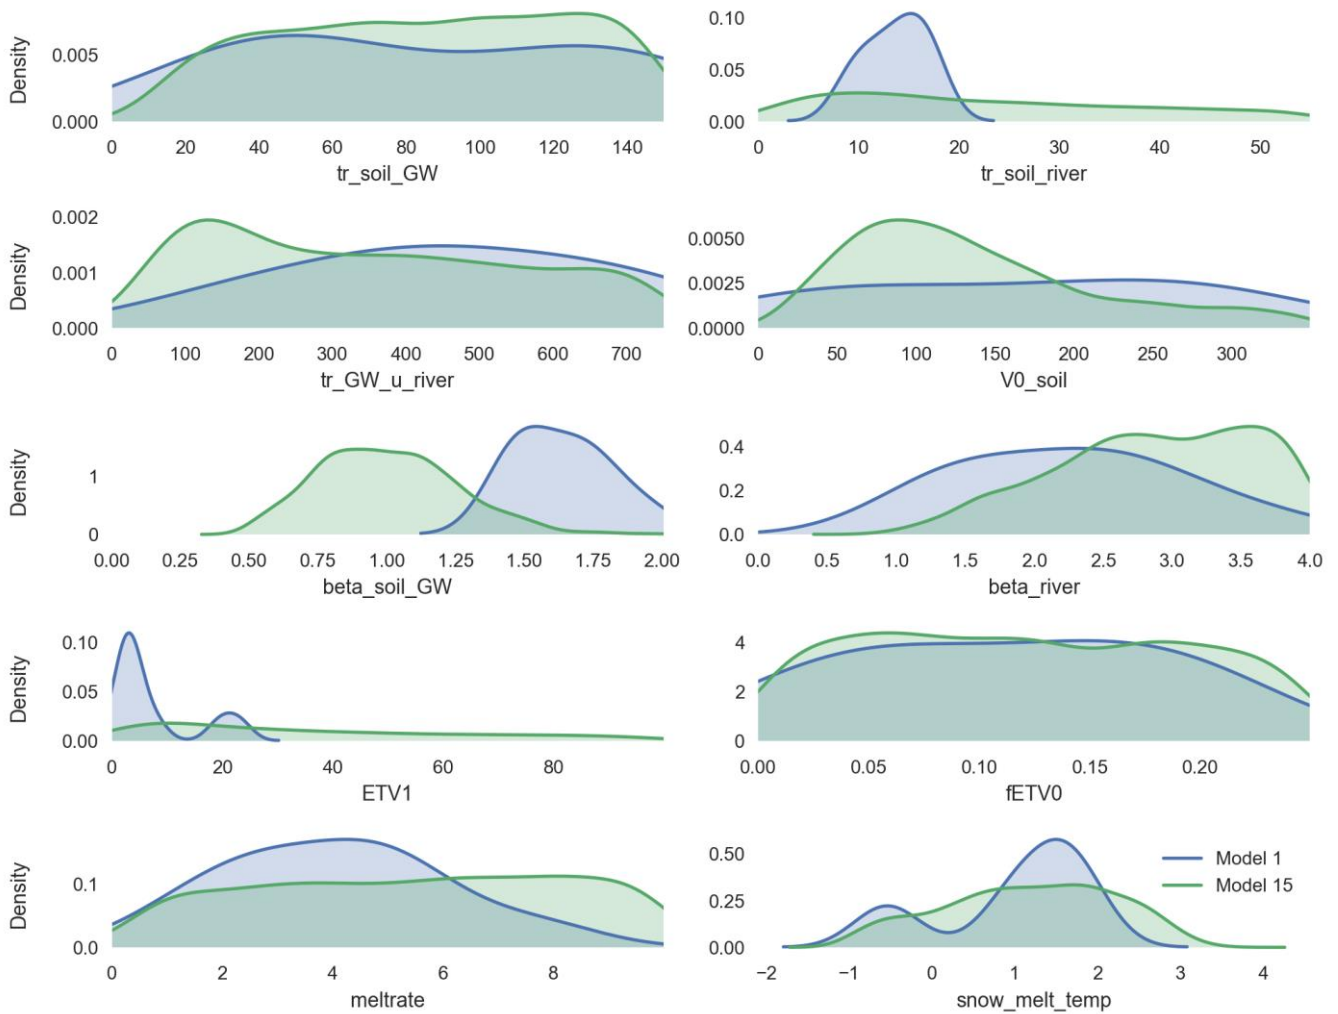 Density
0.005
0.000
0 20 40 60 80 100 120 140
tr_soil_GW
0.10
0.05
0.00
0 10 20 30 40 50
tr_soil_river
Density
0.002
0.001
0.000
0 100 200 300 400 500 600 700
tr_GW_u_river
0.0050
0.0025
0.0000
0 50 100 150 200 250 300
V0_soil
Density
1
0
0.00 0.25 0.50 0.75 1.00 1.25 1.50 1.75 2.00
beta_soil_GW
0.4
0.2
0.0
0.0 0.5 1.0 1.5 2.0 2.5 3.0 3.5 4.0
beta_river
Density
0.10
0.05
0.00
0 20 40 60 80
ETV1
4
2
0
0.00 0.05 0.10 0.15 0.20
fETV0
Density
0.1
0.0
0 2 4 6 8
meltrate
0.50
0.25
0.00
Model 1
Model 15
−2 −1 0 1 2 3 4
snow_melt_temp